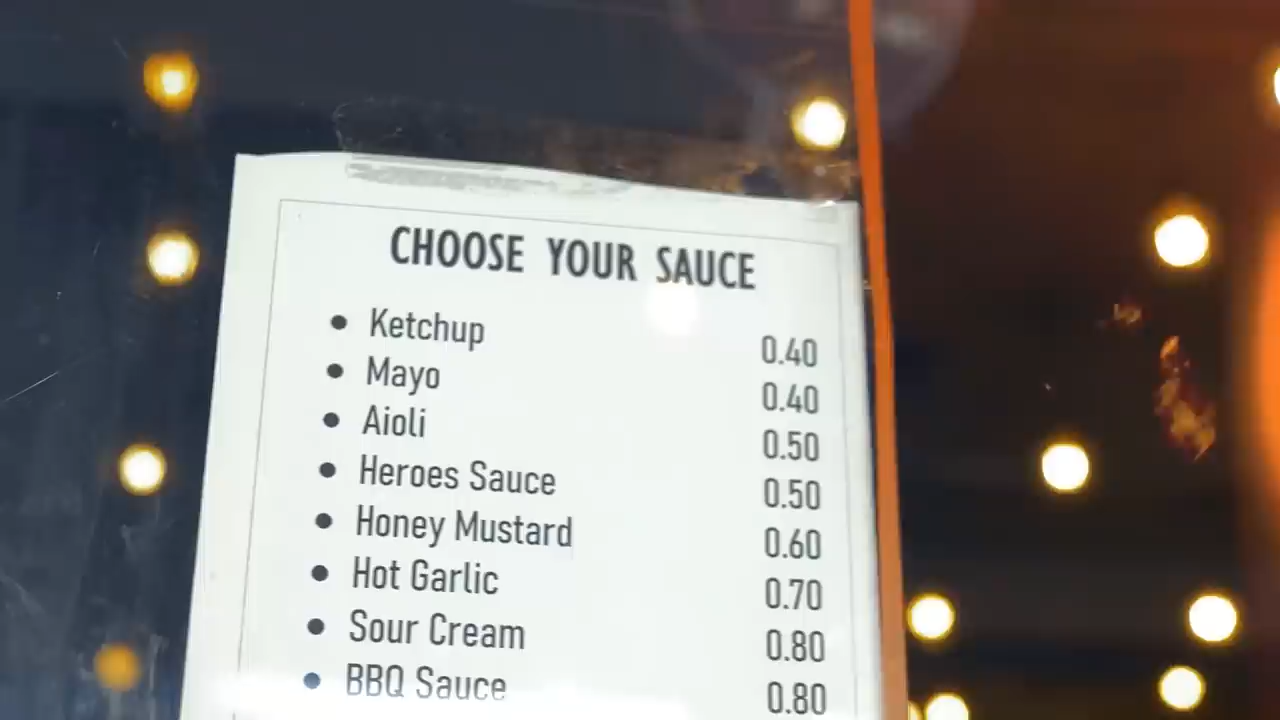 CHOOSE YOUR SAUCE
Ketchup 0.40
Mayo 0.40
Aioli 0.50
Heroes Sauce 0.50
Honey Mustard 0.60
Hot Garlic 0.70
Sour Cream 0.80
BBQ Sauce 0.80